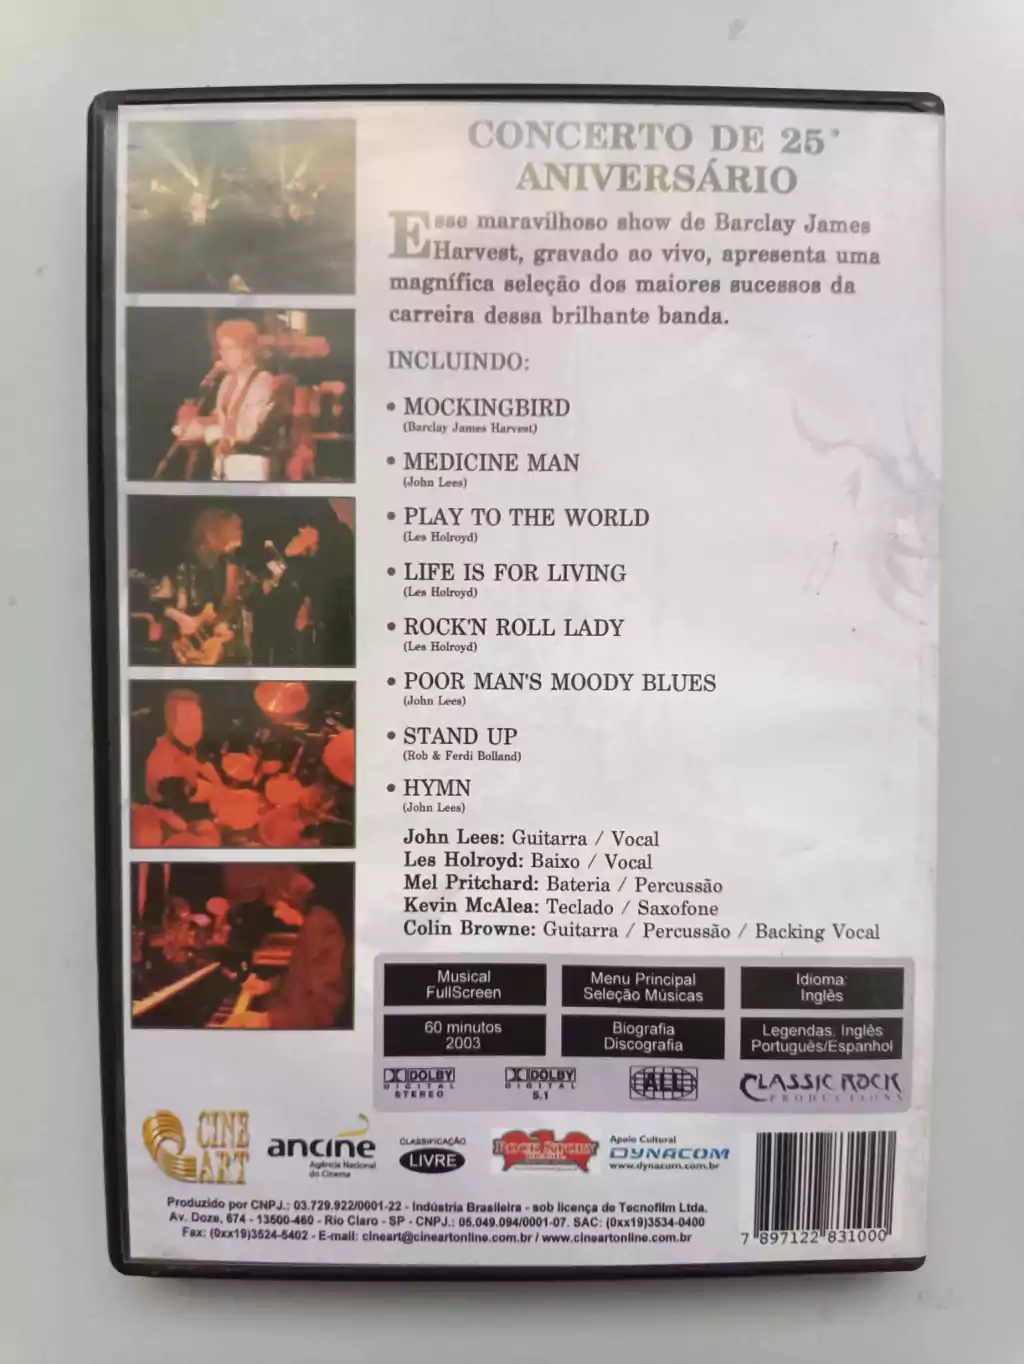 CONCERTO DE 25°
ANIVERSÁRIO
Esse maravilhoso show de Barclay James
Harvest, gravado ao vivo, apresenta uma
magnífica seleção dos maiores sucessos da
carreira dessa brilhante banda.
INCLUINDO:
• MOCKINGBIRD
(Barclay James Harvest)
• MEDICINE MAN
(John Lees)
• PLAY TO THE WORLD
(Les Holroyd)
• LIFE IS FOR LIVING
(Les Holroyd)
• ROCK'N ROLL LADY
(Les Holroyd)
• POOR MAN'S MOODY BLUES
(John Lees)
• STAND UP
(Rob & Ferdi Bolland)
• HYMN
(John Lees)
John Lees: Guitarra / Vocal
Les Holroyd: Baixo / Vocal
Mel Pritchard: Bateria / Percussão
Kevin McAlea: Teclado / Saxofone
Colin Browne: Guitarra / Percussão / Backing Vocal
Musical
FullScreen
Menu Principal
Seleção Músicas
Idioma:
Inglês
60 minutos
2003
Biografia
Discografia
Legendas. Inglês
Português/Espanhol
DOLBY
DIGITAL
STEREO
DOLBY
DIGITAL
5.1
ALL
CLASSIC ROCK
PRODUCTIONS
CINE
ART
ancine
Agência Nacional
do Cinema
CLASSIFICAÇÃO
LIVRE
ROCK STORY
Apoio Cultural
DYNACOM
www.dynacom.com.br
Produzido por CNPJ.: 03.729.922/0001-22 - Indústria Brasileira - sob licença de Tecnofilm Ltda.
Av. Doze, 674 - 13500-460 - Rio Claro - SP - CNPJ.: 05.049.094/0001-07. SAC: (0xx19)3534-0400
Fax: (0xx19)3524-5402 - E-mail: cineart@cineartonline.com.br / www.cineartonline.com.br
7 897122 831000